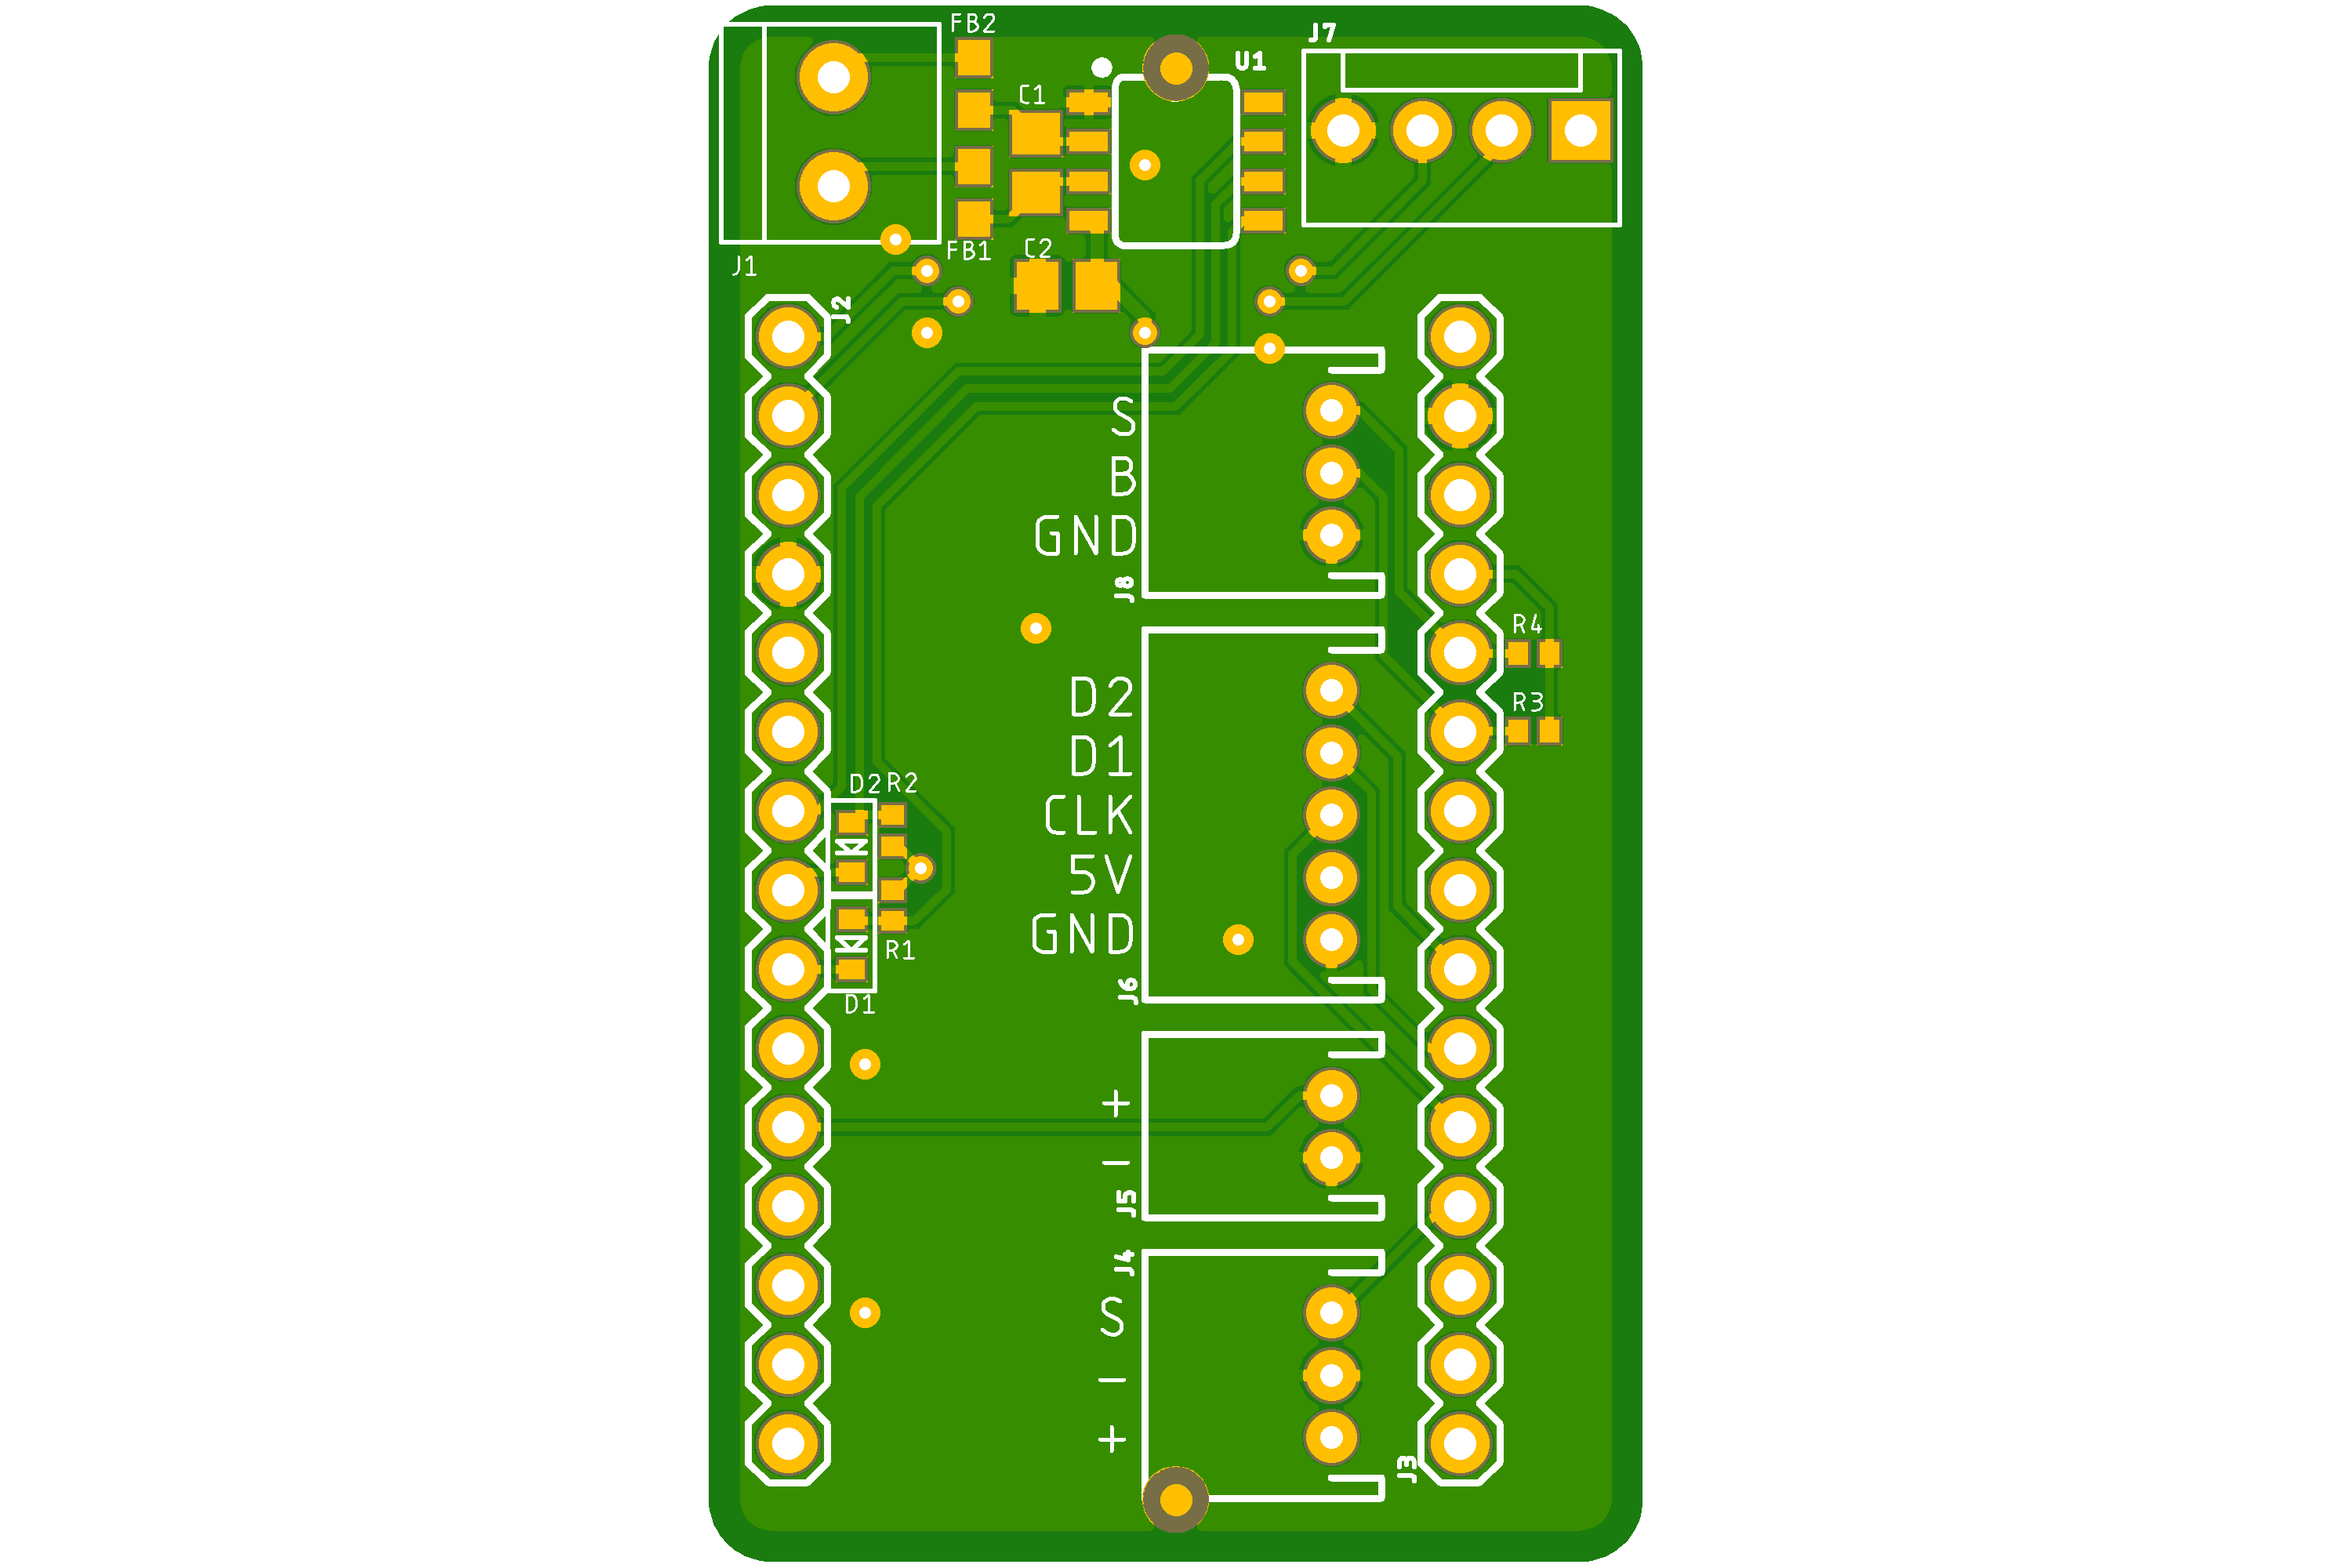 FB2
J7
U1
C1
C2
FB1
J1
J2
S
B
GND
J8
R4
R3
D2
D1
CLK
5V
GND
D2 R2
R1
D1
J6
+
-
J5
J4
S
-
+
J3